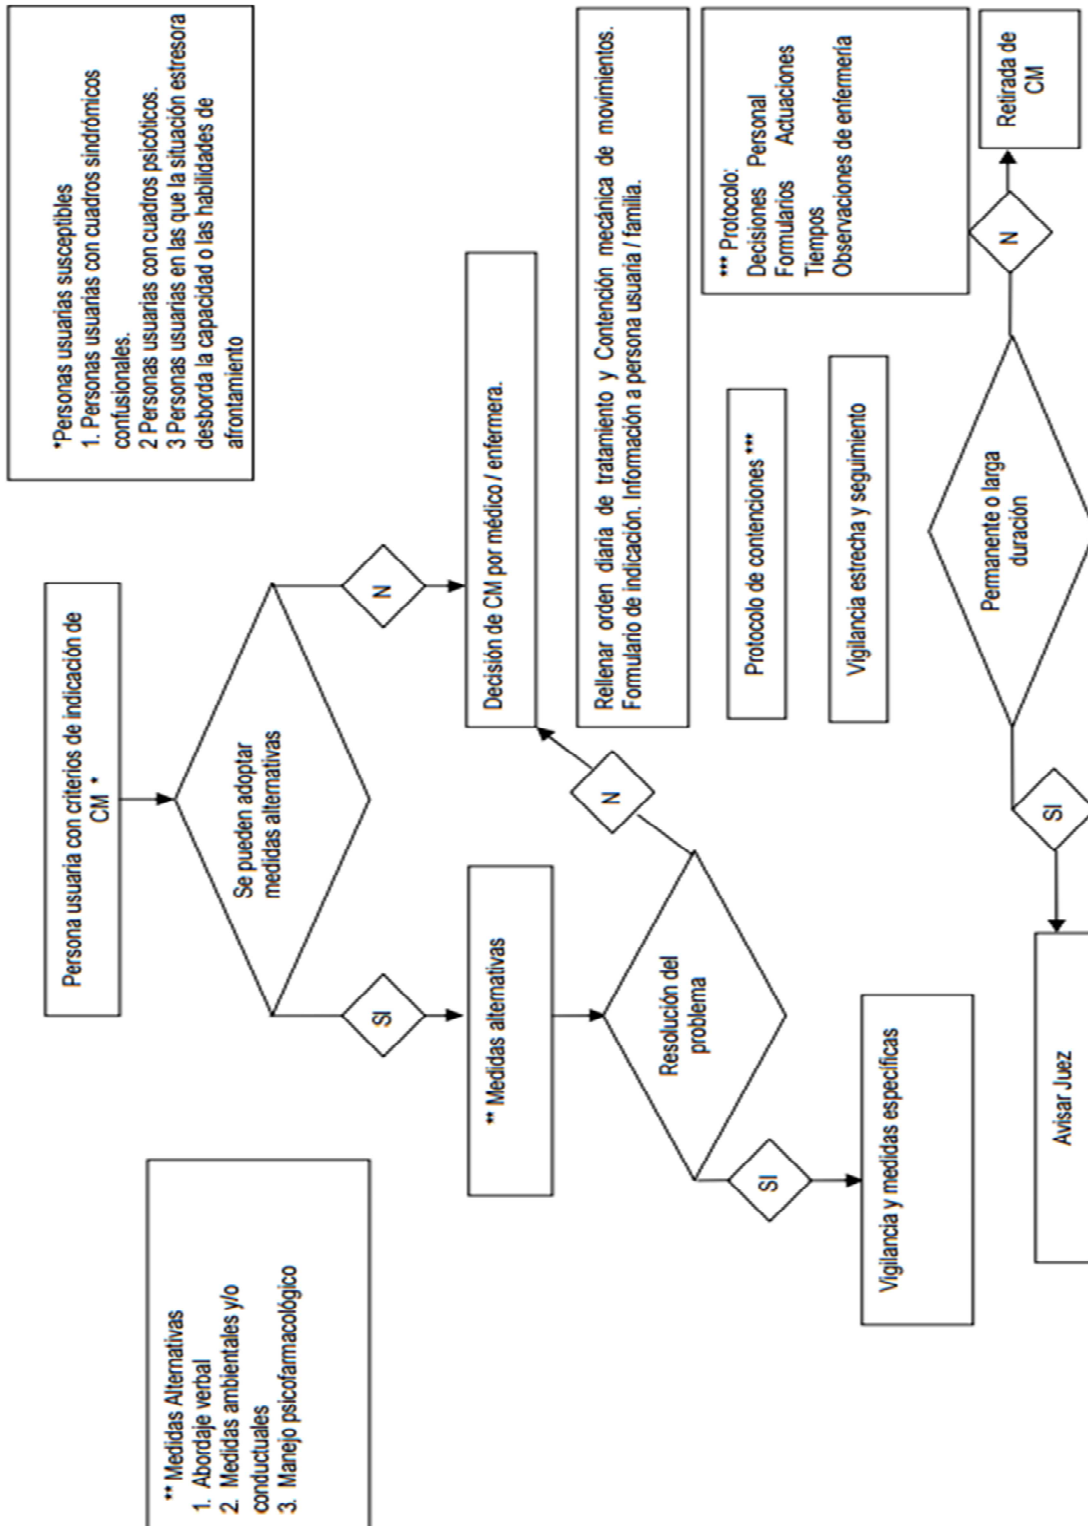 *Personas usuarias susceptibles
1. Personas usuarias con cuadros sindrómicos
confusionales.
2 Personas usuarias con cuadros psicóticos.
3 Personas usuarias en las que la situación estresora
desborda la capacidad o las habilidades de
afrontamiento
Persona usuaria con criterios de indicación de
CM *
Se pueden adoptar
medidas alternativas
N
SI
** Medidas Alternativas
1. Abordaje verbal
2. Medidas ambientales y/o
conductuales
3. Manejo psicofarmacológico
** Medidas alternativas
Decisión de CM por médico / enfermera.
Resolución del
problema
N
SI
Vigilancia y medidas específicas
Rellenar orden diaria de tratamiento y Contención mecánica de movimientos.
Formulario de indicación. Información a persona usuaria / familia.
Protocolo de contenciones ***
*** Protocolo:
Decisiones Personal
Formularios Actuaciones
Tiempos
Observaciones de enfermería
Vigilancia estrecha y seguimiento
Permanente o larga
duración
N
SI
Retirada de
CM
Avisar Juez